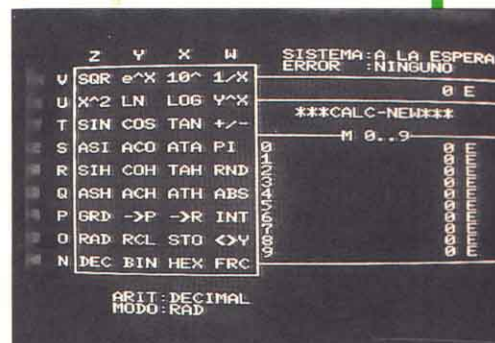 Z Y X W
SISTEMA:A LA ESPERA
ERROR :NINGUNO
V SQR e^X 10^ 1/X
0 E
U X^2 LN LOG Y^X
***CALC-NEW***
T SIN COS TAN +/-
M 0..9
S ASI ACO ATA PI
0 0 E
1 0 E
R SIH COH TAH RND
2 0 E
3 0 E
Q ASH ACH ATH ABS
4 0 E
5 0 E
P GRD ->P ->R INT
6 0 E
7 0 E
O RAD RCL STO <>Y
8 0 E
9 0 E
N DEC BIN HEX FRC
ARIT:DECIMAL
MODO:RAD